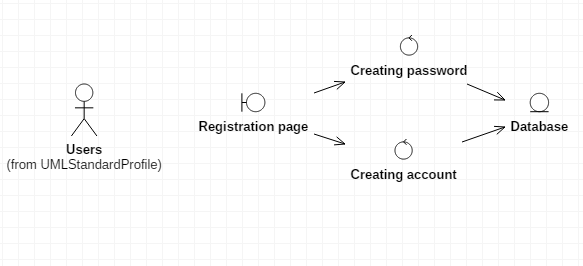 Creating password
Registration page
Database
Users
(from UMLStandardProfile)
Creating account